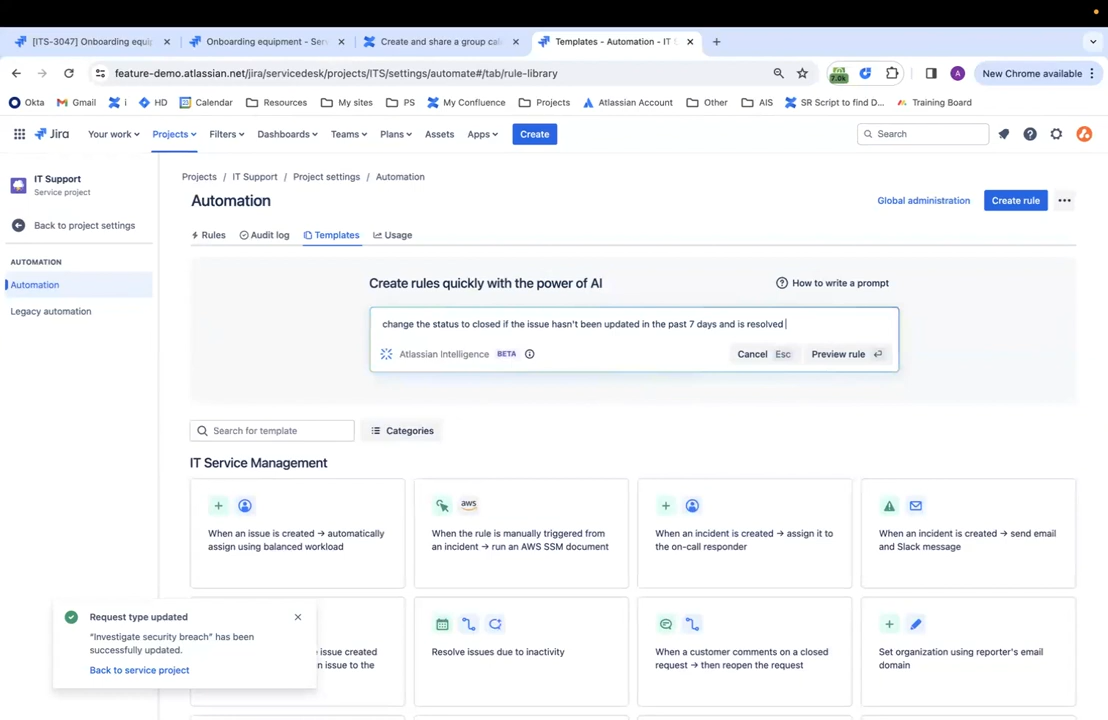 [ITS-3047] Onboarding equip
Onboarding equipment - Serv
Create and share a group cal
Templates - Automation - IT S
feature-demo.atlassian.net/jira/servicedesk/projects/ITS/settings/automate#/tab/rule-library
7.0k
A
New Chrome available
Okta
Gmail
i
HD
Calendar
Resources
My sites
PS
My Confluence
Projects
Atlassian Account
Other
AIS
SR Script to find D...
Training Board
Jira
Your work
Projects
Filters
Dashboards
Teams
Plans
Assets
Apps
Create
Search
IT Support
Service project
Back to project settings
AUTOMATION
Automation
Legacy automation
Projects / IT Support / Project settings / Automation
Automation
Global administration
Create rule
Rules
Audit log
Templates
Usage
Create rules quickly with the power of AI
How to write a prompt
change the status to closed if the issue hasn't been updated in the past 7 days and is resolved
Atlassian Intelligence BETA
Cancel Esc
Preview rule
Search for template
Categories
IT Service Management
When an issue is created → automatically
assign using balanced workload
aws
When the rule is manually triggered from
an incident → run an AWS SSM document
When an incident is created → assign it to
the on-call responder
When an incident is created → send email
and Slack message
issue created
n issue to the
Resolve issues due to inactivity
When a customer comments on a closed
request → then reopen the request
Set organization using reporter's email
domain
Request type updated
“Investigate security breach” has been
successfully updated.
Back to service project